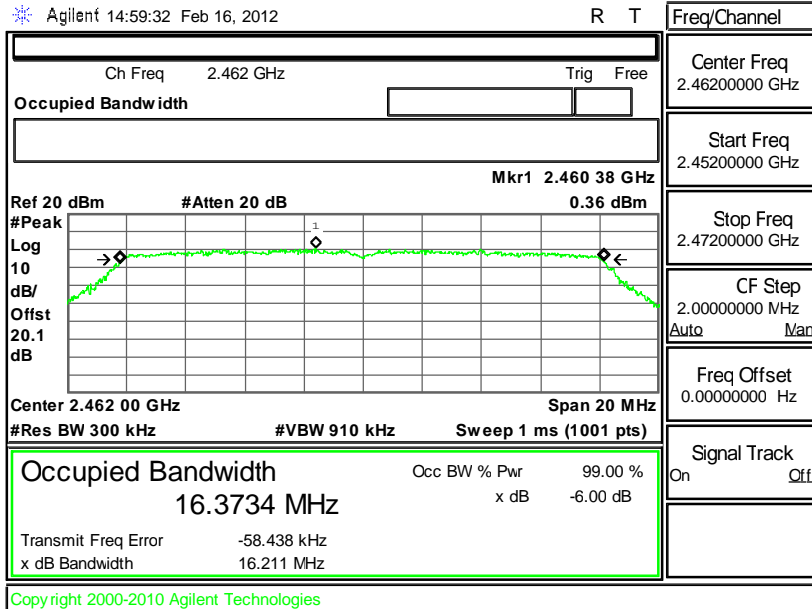 Agilent 14:59:32 Feb 16, 2012 R T
Ch Freq 2.462 GHz Trig Free
Occupied Bandwidth
Mkr1 2.460 38 GHz
Ref 20 dBm #Atten 20 dB 0.36 dBm
#Peak
Log
10
dB/
Offst
20.1
dB
1
Center 2.462 00 GHz Span 20 MHz
#Res BW 300 kHz #VBW 910 kHz Sweep 1 ms (1001 pts)
Occupied Bandwidth
16.3734 MHz
Occ BW % Pwr 99.00 %
x dB -6.00 dB
Transmit Freq Error -58.438 kHz
x dB Bandwidth 16.211 MHz
Copyright 2000-2010 Agilent Technologies
Freq/Channel
Center Freq
2.46200000 GHz
Start Freq
2.45200000 GHz
Stop Freq
2.47200000 GHz
CF Step
2.00000000 MHz
Auto Man
Freq Offset
0.00000000 Hz
Signal Track
On Off